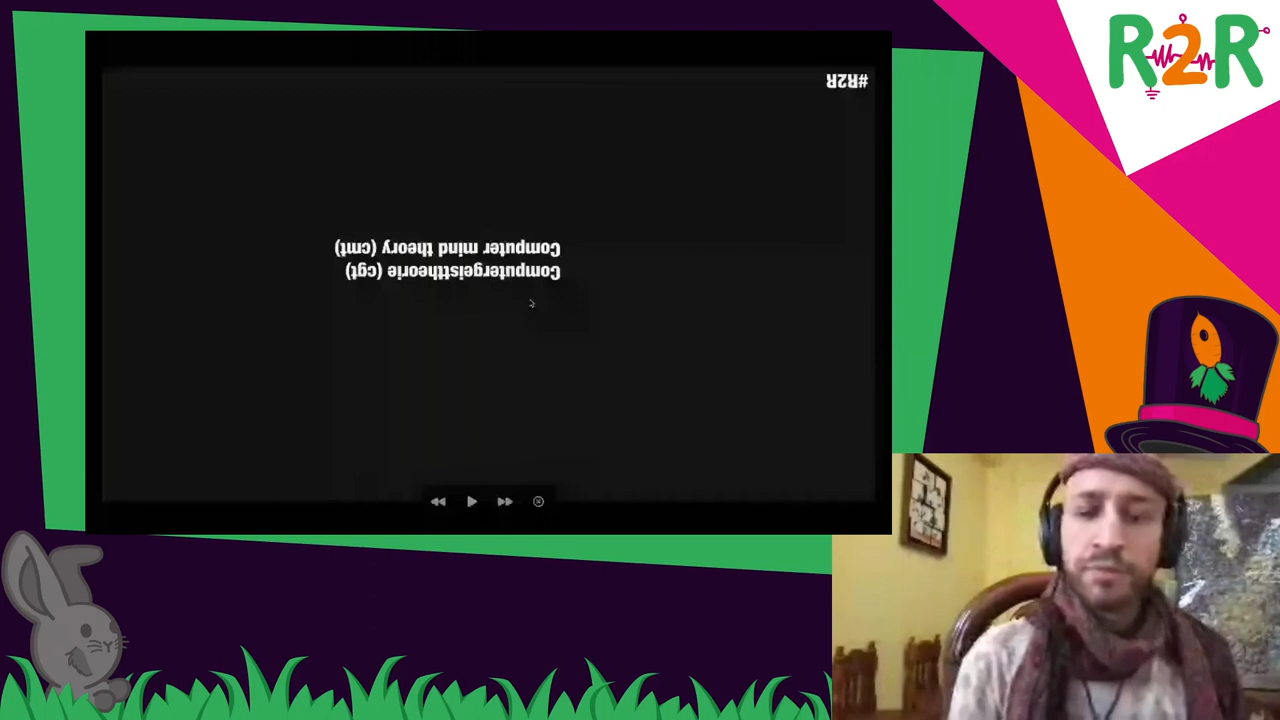 R2R
Computergeisttheorie (cgt)
Computer mind theory (cmt)
#R2R